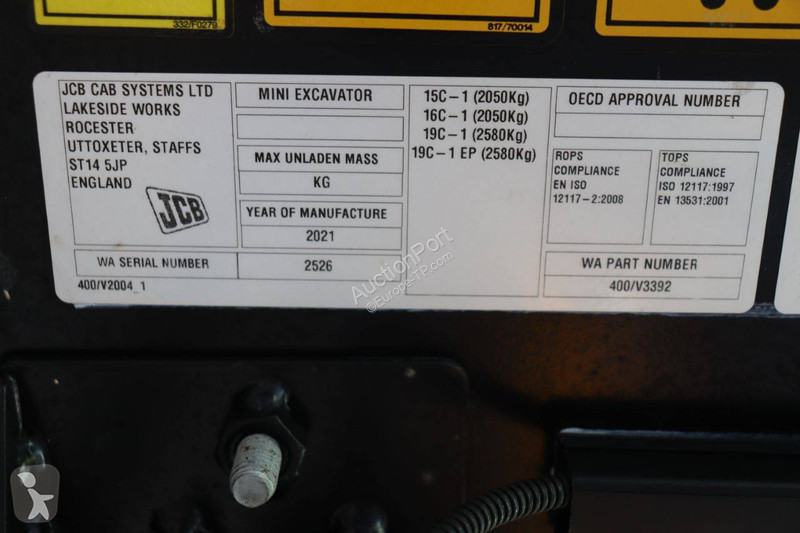 332/F0279
817/70014
JCB CAB SYSTEMS LTD
LAKESIDE WORKS
ROCESTER
UTTOXETER, STAFFS
ST14 5JP
ENGLAND
JCB
WA SERIAL NUMBER
400/V2004_1
MINI EXCAVATOR
MAX UNLADEN MASS
KG
YEAR OF MANUFACTURE
2021
2526
15C-1 (2050Kg)
16C-1 (2050Kg)
19C-1 (2580Kg)
19C-1 EP (2580Kg)
OECD APPROVAL NUMBER
ROPS
COMPLIANCE
EN ISO
12117-2:2008
TOPS
COMPLIANCE
ISO 12117:1997
EN 13531:2001
WA PART NUMBER
400/V3392
AuctionPort
©Europe-TP.com